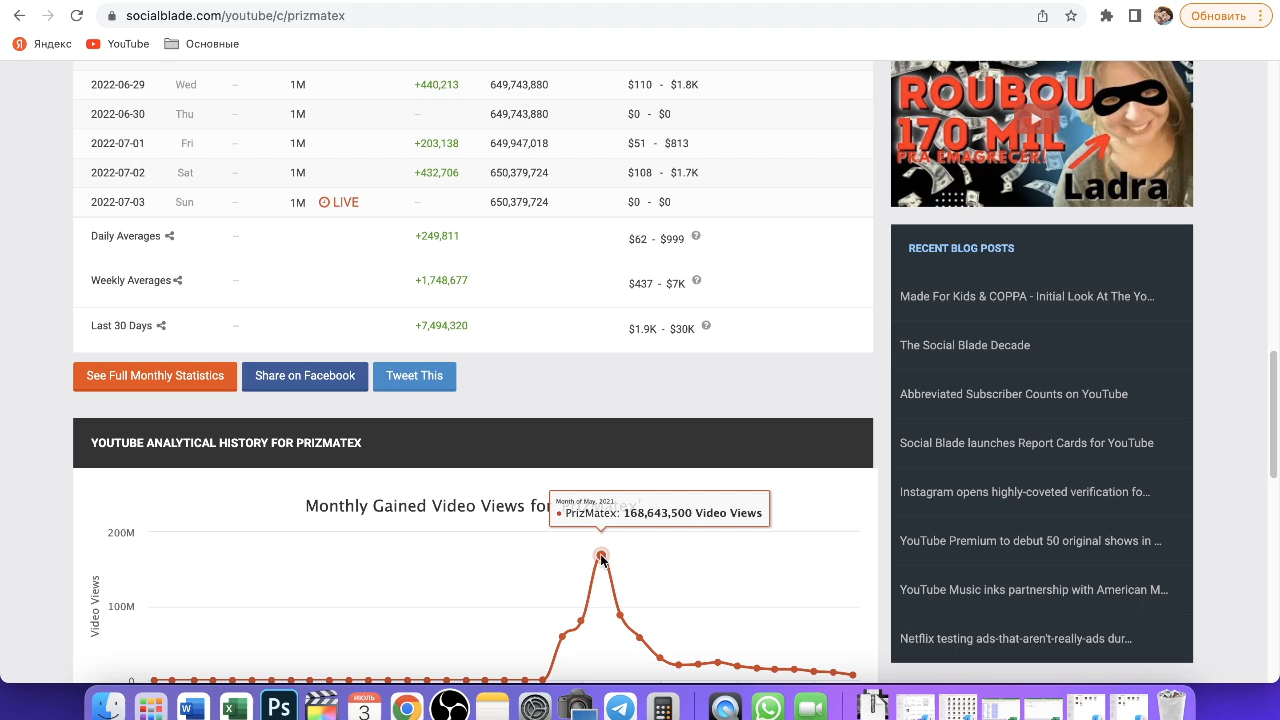 socialblade.com/youtube/c/prizmatex
Обновить
Яндекс YouTube Основные
2022-06-29 Wed -- 1M +440,213 649,743,880 $110 - $1.8K
2022-06-30 Thu -- 1M -- 649,743,880 $0 - $0
2022-07-01 Fri -- 1M +203,138 649,947,018 $51 - $813
2022-07-02 Sat -- 1M +432,706 650,379,724 $108 - $1.7K
2022-07-03 Sun -- 1M LIVE -- 650,379,724 $0 - $0
Daily Averages -- +249,811 $62 - $999
Weekly Averages -- +1,748,677 $437 - $7K
Last 30 Days -- +7,494,320 $1.9K - $30K
See Full Monthly Statistics Share on Facebook Tweet This
YOUTUBE ANALYTICAL HISTORY FOR PRIZMATEX
Monthly Gained Video Views for
Month of May, 2021
PrizMatex: 168,643,500 Video Views
200M
100M
0
Video Views
ROUBOU
170 MIL
PRA EMAGRECER!
Ladra
RECENT BLOG POSTS
Made For Kids & COPPA - Initial Look At The Yo...
The Social Blade Decade
Abbreviated Subscriber Counts on YouTube
Social Blade launches Report Cards for YouTube
Instagram opens highly-coveted verification fo...
YouTube Premium to debut 50 original shows in ...
YouTube Music inks partnership with American M...
Netflix testing ads-that-aren't-really-ads dur...
W
X
Ps
ИЮЛЬ
3